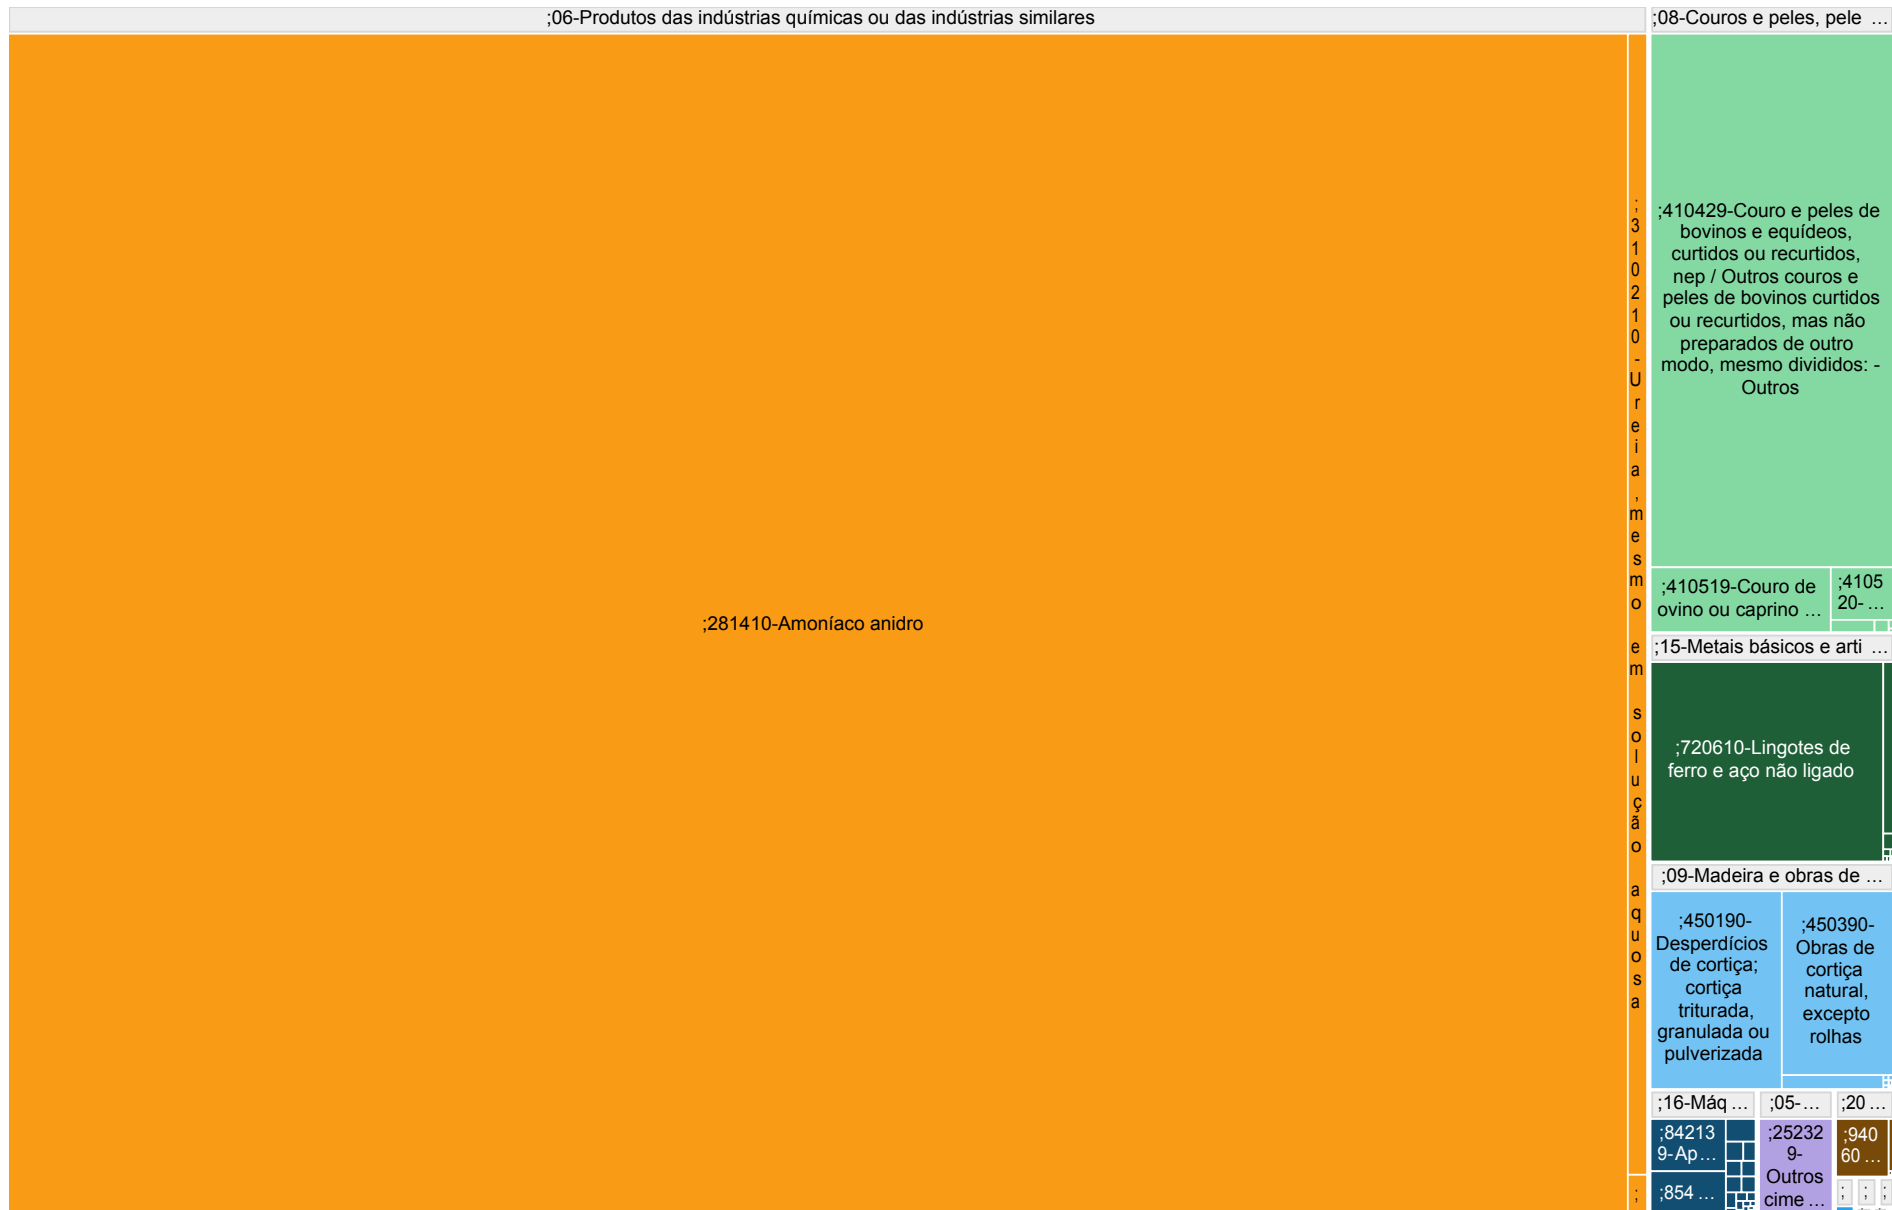 ;06-Produtos das indústrias químicas ou das indústrias similares
;281410-Amoníaco anidro
;310210-Ureia, mesmo em solução aquosa
;
;08-Couros e peles, pele ...
;410429-Couro e peles de
bovinos e equídeos,
curtidos ou recurtidos,
nep / Outros couros e
peles de bovinos curtidos
ou recurtidos, mas não
preparados de outro
modo, mesmo divididos: -
Outros
;410519-Couro de
ovino ou caprino ...
;4105
20- ...
;15-Metais básicos e arti ...
;720610-Lingotes de
ferro e aço não ligado
;09-Madeira e obras de ...
;450190-
Desperdícios
de cortiça;
cortiça
triturada,
granulada ou
pulverizada
;450390-
Obras de
cortiça
natural,
excepto
rolhas
;16-Máq ...
;84213
9-Ap...
;854 ...
;05-...
;25232
9-
Outros
cime ...
;20 ...
;940
60 ...
;
;
;